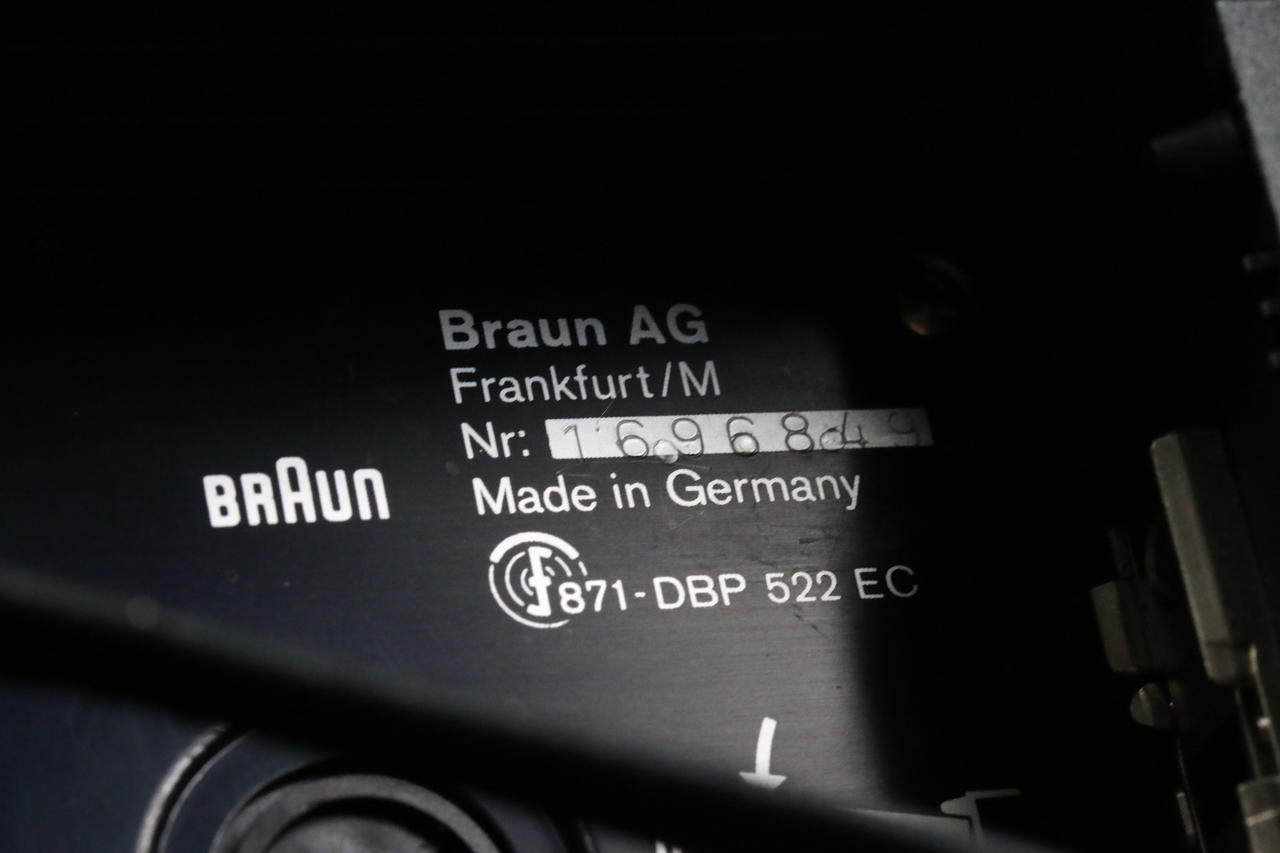 Braun AG
Frankfurt/M
Nr: 1696849
BRAUN
Made in Germany
871-DBP 522 EC